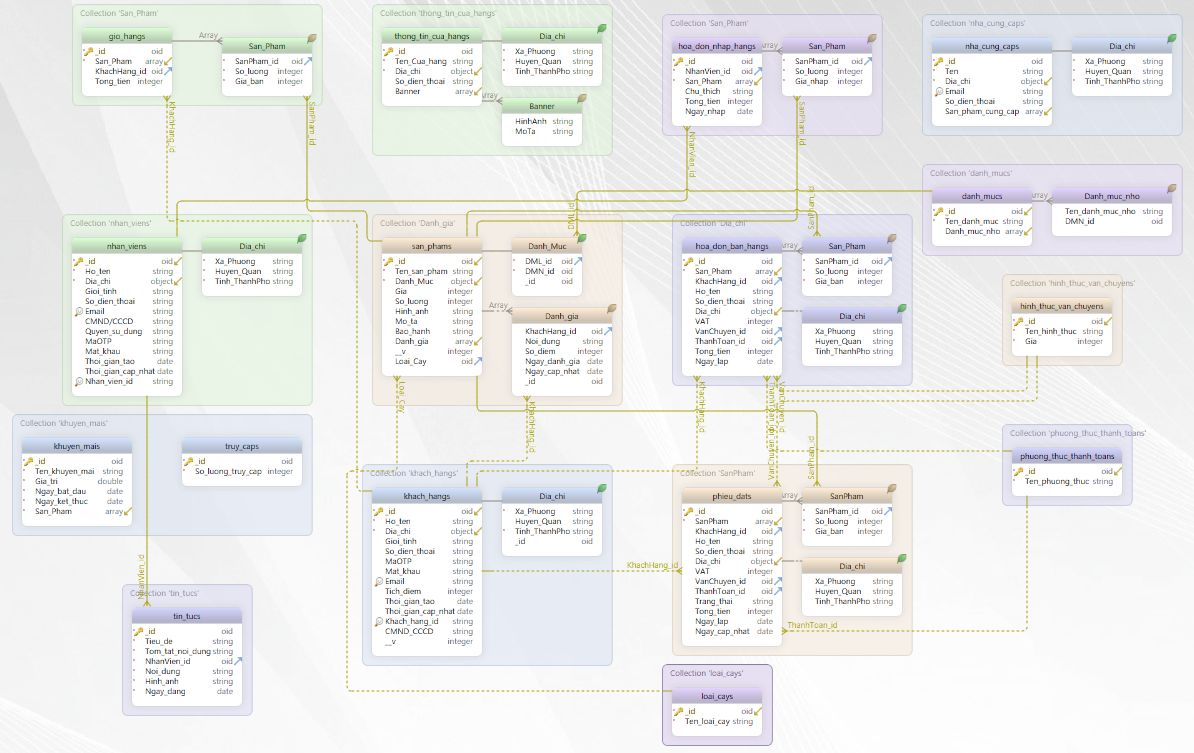 Collection 'San_Pham'
gio_hangs
_id oid
San_Pham array
KhachHang_id oid
Tong_tien integer
Array
San_Pham
SanPham_id oid
So_luong integer
Gia_ban integer
Collection 'thong_tin_cua_hangs'
thong_tin_cua_hangs
_id oid
Ten_Cua_hang string
Dia_chi object
So_dien_thoai string
Banner array
Dia_chi
Xa_Phuong string
Huyen_Quan string
Tinh_ThanhPho string
Array
Banner
HinhAnh string
MoTa string
Collection 'San_Pham'
hoa_don_nhap_hangs
_id oid
NhanVien_id oid
San_Pham array
Chu_thich string
Tong_tien integer
Ngay_nhap date
Array
San_Pham
SanPham_id oid
So_luong integer
Gia_nhap integer
Collection 'nha_cung_caps'
nha_cung_caps
_id oid
Ten string
Dia_chi object
Email string
So_dien_thoai string
San_pham_cung_cap array
Dia_chi
Xa_Phuong string
Huyen_Quan string
Tinh_ThanhPho string
KhachHang_id
SanPham_id
NhanVien_id
SanPham_id
Collection 'danh_mucs'
danh_mucs
_id oid
Ten_danh_muc string
Danh_muc_nho array
Array
Danh_muc_nho
Ten_danh_muc_nho string
DMN_id oid
Collection 'nhan_viens'
nhan_viens
_id oid
Ho_ten string
Dia_chi object
Gioi_tinh string
So_dien_thoai string
Email string
CMND/CCCD string
Quyen_su_dung string
MaOTP string
Mat_khau string
Thoi_gian_tao date
Thoi_gian_cap_nhat date
Nhan_vien_id string
Dia_chi
Xa_Phuong string
Huyen_Quan string
Tinh_ThanhPho string
Collection 'Danh_gia'
san_phams
_id oid
Ten_san_pham string
Danh_Muc object
Gia integer
So_luong integer
Hinh_anh string
Mo_ta string
Bao_hanh string
Danh_gia array
__v integer
Loai_Cay oid
DML_id
Danh_Muc
DML_id oid
DMN_id oid
_id oid
Array
Danh_gia
KhachHang_id oid
Noi_dung string
So_diem integer
Ngay_danh_gia date
Ngay_cap_nhat date
_id oid
Collection 'Dia_chi'
hoa_don_ban_hangs
_id oid
San_Pham array
KhachHang_id oid
Ho_ten string
So_dien_thoai string
Dia_chi object
VAT integer
VanChuyen_id oid
ThanhToan_id oid
Tong_tien integer
Ngay_lap date
Array
San_Pham
SanPham_id oid
So_luong integer
Gia_ban integer
Dia_chi
Xa_Phuong string
Huyen_Quan string
Tinh_ThanhPho string
Collection 'hinh_thuc_van_chuyens'
hinh_thuc_van_chuyens
_id oid
Ten_hinh_thuc string
Gia integer
Loai_Cay
KhachHang_id
KhachHang_id
SanPham_id
Collection 'khuyen_mais'
khuyen_mais
_id oid
Ten_khuyen_mai string
Gia_tri double
Ngay_bat_dau date
Ngay_ket_thuc date
San_Pham array
truy_caps
_id oid
So_luong_truy_cap integer
Collection 'phuong_thuc_thanh_toans'
phuong_thuc_thanh_toans
_id oid
Ten_phuong_thuc string
Collection 'khach_hangs'
khach_hangs
_id oid
Ho_ten string
Dia_chi object
Gioi_tinh string
So_dien_thoai string
MaOTP string
Mat_khau string
Email string
Tich_diem integer
Thoi_gian_tao date
Thoi_gian_cap_nhat date
Khach_hang_id string
CMND_CCCD string
__v integer
Dia_chi
Xa_Phuong string
Huyen_Quan string
Tinh_ThanhPho string
_id oid
Collection 'SanPham'
phieu_dats
_id oid
SanPham array
KhachHang_id oid
Ho_ten string
So_dien_thoai string
Dia_chi object
VAT integer
VanChuyen_id oid
ThanhToan_id oid
Trang_thai string
Tong_tien integer
Ngay_lap date
Ngay_cap_nhat date
Array
SanPham
SanPham_id oid
So_luong integer
Gia_ban integer
Dia_chi
Xa_Phuong string
Huyen_Quan string
Tinh_ThanhPho string
KhachHang_id
ThanhToan_id
NhanVien_id
Collection 'tin_tucs'
tin_tucs
_id oid
Tieu_de string
Tom_tat_noi_dung string
NhanVien_id oid
Noi_dung string
Hinh_anh string
Ngay_dang date
Collection 'loai_cays'
loai_cays
_id oid
Ten_loai_cay string